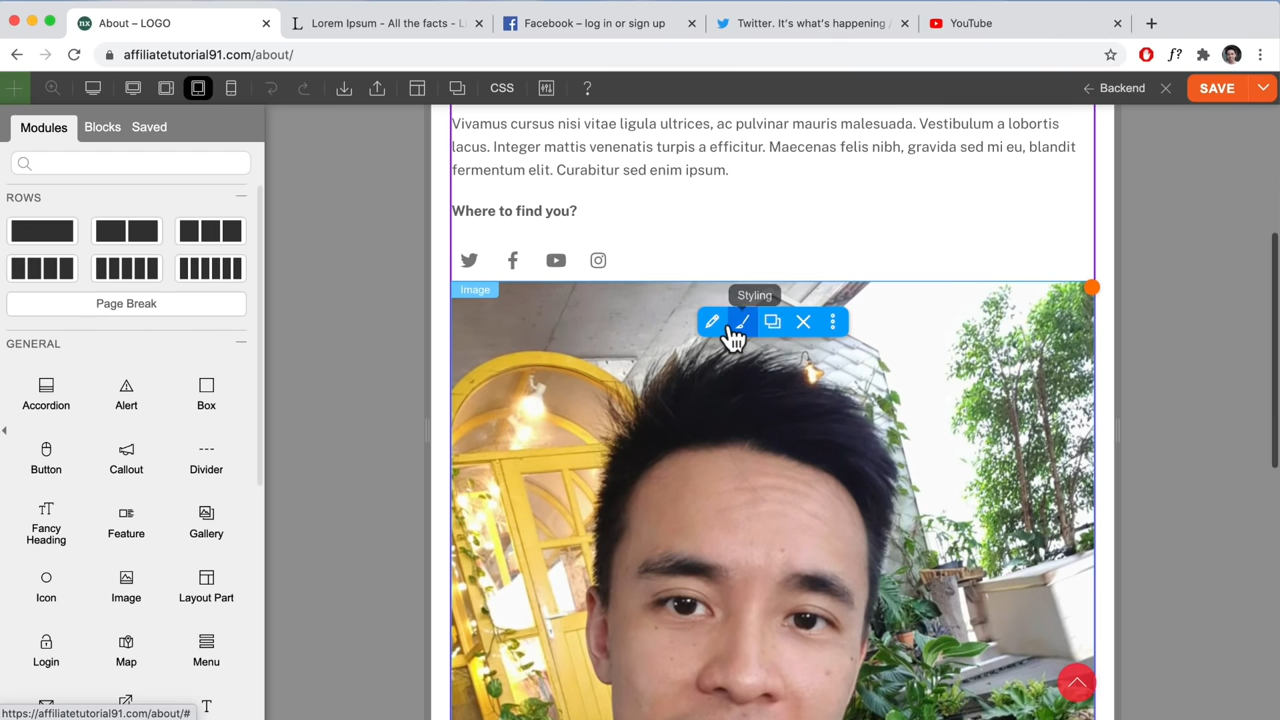 About – LOGO
Lorem Ipsum - All the facts - Li
Facebook – log in or sign up
Twitter. It's what's happening /
YouTube
affiliatetutorial91.com/about/
f?
CSS
?
Backend
SAVE
Modules
Blocks
Saved
ROWS
Page Break
GENERAL
Accordion
Alert
Box
Button
Callout
Divider
Fancy Heading
Feature
Gallery
Icon
Image
Layout Part
Login
Map
Menu
https://affiliatetutorial91.com/about/#
Vivamus cursus nisi vitae ligula ultrices, ac pulvinar mauris malesuada. Vestibulum a lobortis
lacus. Integer mattis venenatis turpis a efficitur. Maecenas felis nibh, gravida sed mi eu, blandit
fermentum elit. Curabitur sed enim ipsum.
Where to find you?
Image
Styling